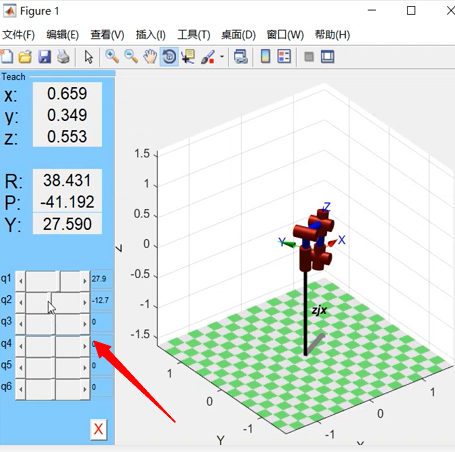 Figure 1
文件(F) 编辑(E) 查看(V) 插入(I) 工具(T) 桌面(D) 窗口(W) 帮助(H)
Teach
x: 0.659
y: 0.349
z: 0.553
R: 38.431
P: -41.192
Y: 27.590
q1 27.9
q2 -12.7
q3 0
q4
q5 0
q6 0
X
1.5
1
0.5
0
-0.5
-1
-1.5
Z
Y
X
zjx
1
0
-1
Y
-1
0
1